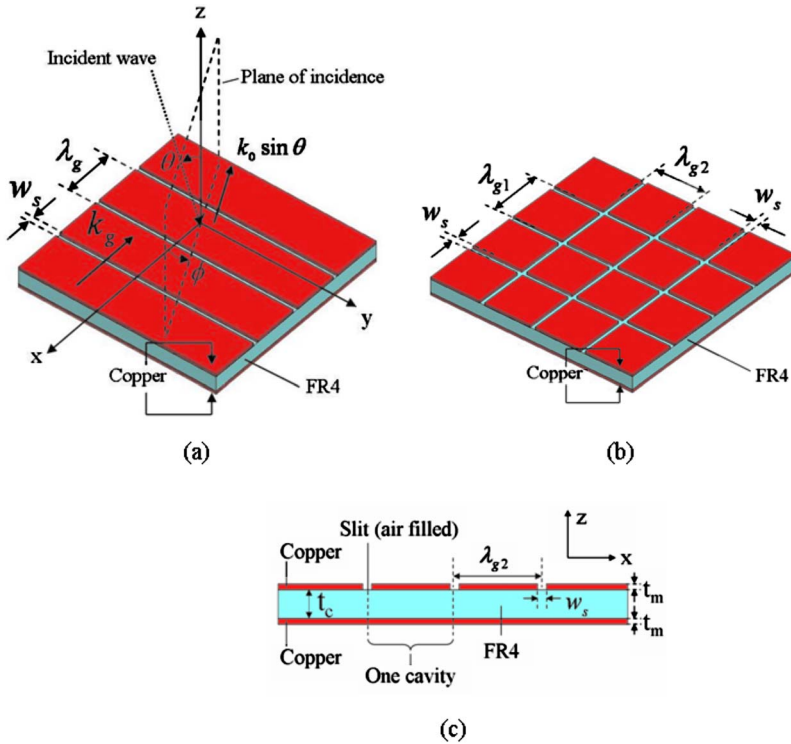 z
Incident wave
Plane of incidence
θ
k₀ sin θ
λg
ws
kg
ϕ
x
y
Copper
FR4
(a)
λg1
λg2
ws
ws
Copper
FR4
(b)
Slit (air filled)
z
x
Copper
λg2
tm
tc
ws
tm
Copper
FR4
One cavity
(c)